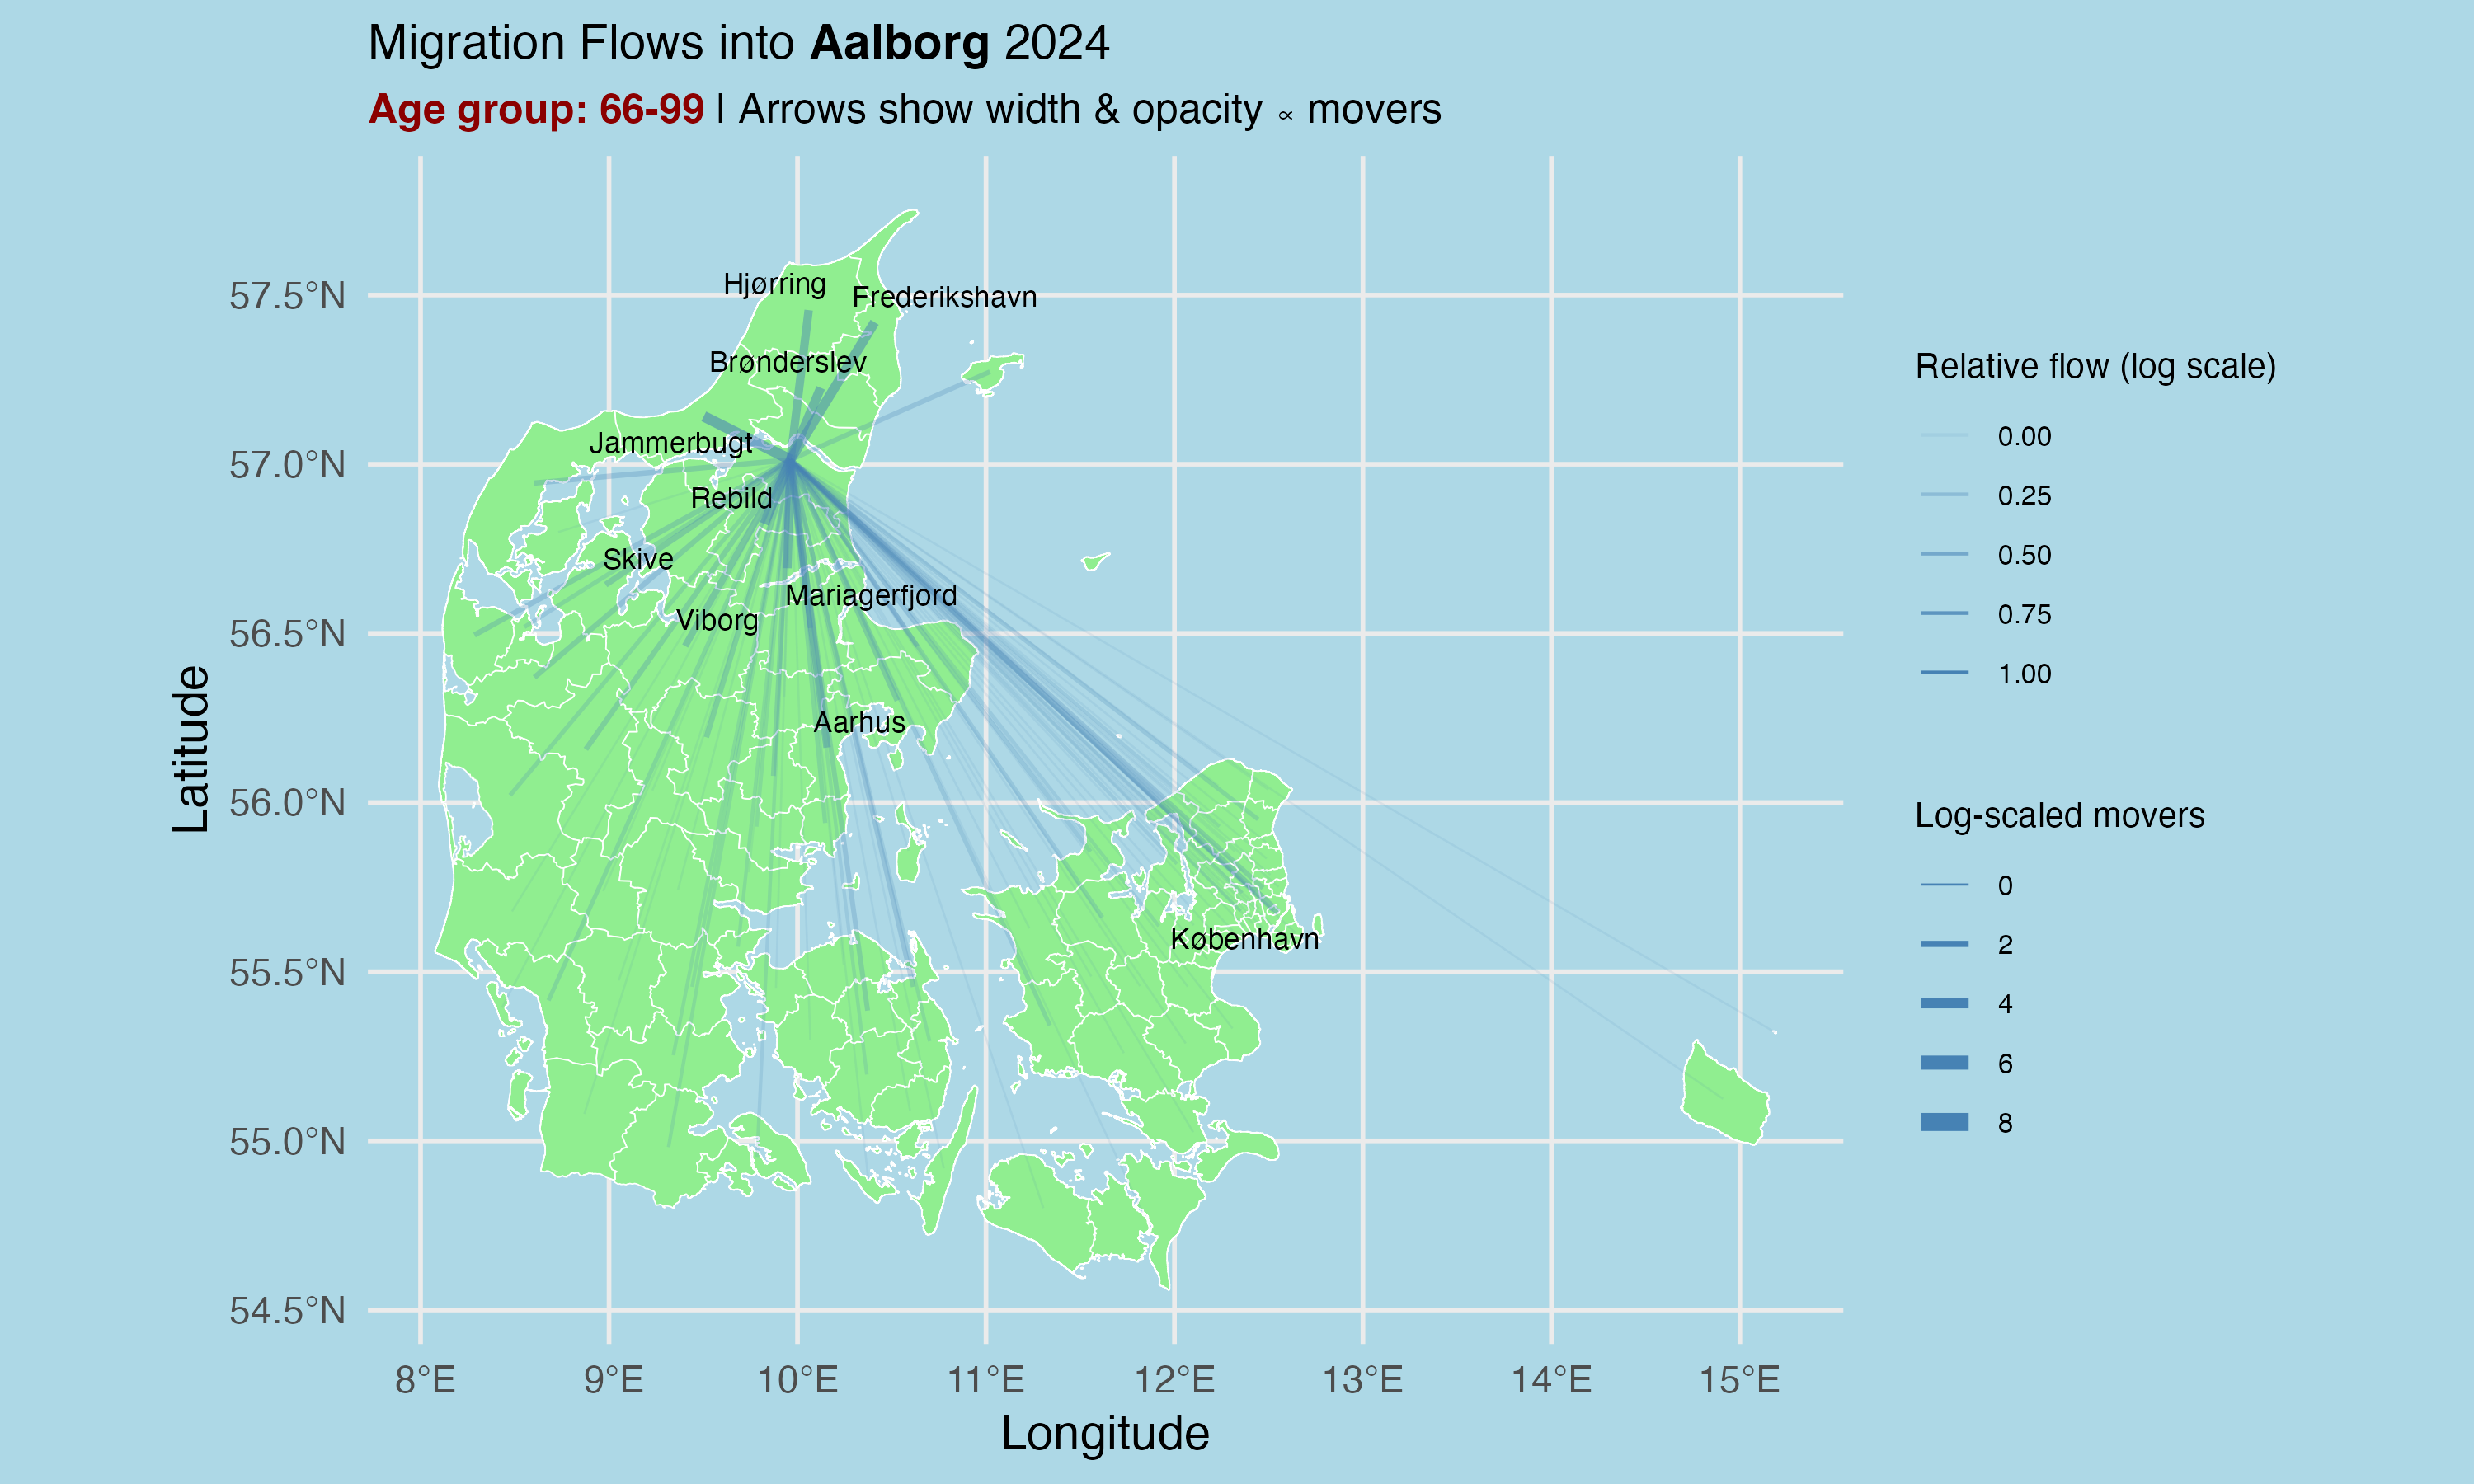 Migration Flows into Aalborg 2024
Age group: 66-99 | Arrows show width & opacity ∝ movers
Latitude
57.5°N
57.0°N
56.5°N
56.0°N
55.5°N
55.0°N
54.5°N
Hjørring
Frederikshavn
Brønderslev
Jammerbugt
Rebild
Skive
Mariagerfjord
Viborg
Aarhus
København
8°E 9°E 10°E 11°E 12°E 13°E 14°E 15°E
Longitude
Relative flow (log scale)
0.00
0.25
0.50
0.75
1.00
Log-scaled movers
0
2
4
6
8